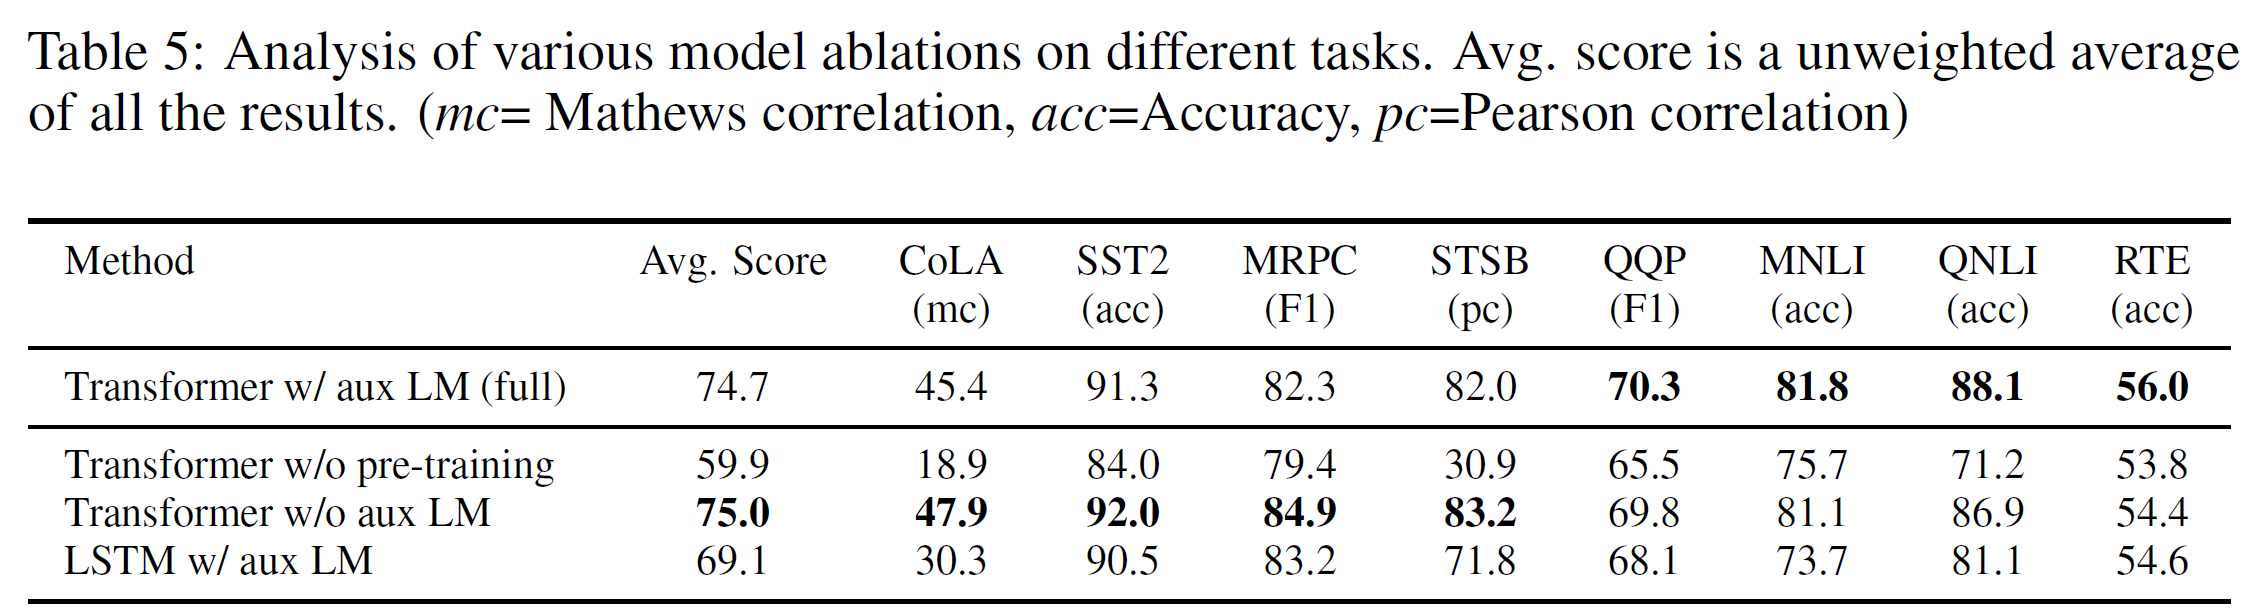 Table 5: Analysis of various model ablations on different tasks. Avg. score is a unweighted average
of all the results. (mc= Mathews correlation, acc=Accuracy, pc=Pearson correlation)
Method Avg. Score CoLA SST2 MRPC STSB QQP MNLI QNLI RTE
(mc) (acc) (F1) (pc) (F1) (acc) (acc) (acc)
Transformer w/ aux LM (full) 74.7 45.4 91.3 82.3 82.0 70.3 81.8 88.1 56.0
Transformer w/o pre-training 59.9 18.9 84.0 79.4 30.9 65.5 75.7 71.2 53.8
Transformer w/o aux LM 75.0 47.9 92.0 84.9 83.2 69.8 81.1 86.9 54.4
LSTM w/ aux LM 69.1 30.3 90.5 83.2 71.8 68.1 73.7 81.1 54.6